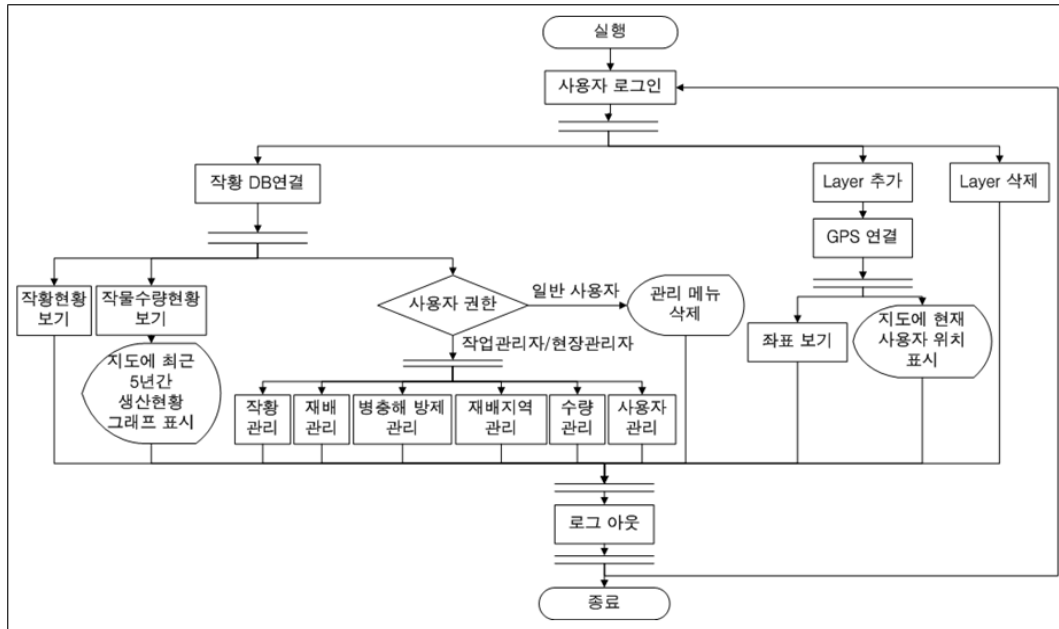 실행
사용자 로그인
작황 DB연결
Layer 추가
Layer 삭제
GPS 연결
작황현황
보기
작물수량현황
보기
사용자 권한
일반 사용자
관리 메뉴
삭제
좌표 보기
지도에 현재
사용자 위치
표시
작업관리자/현장관리자
지도에 최근
5년간
생산현황
그래프 표시
작황
관리
재배
관리
병충해 방제
관리
재배지역
관리
수량
관리
사용자
관리
로그 아웃
종료